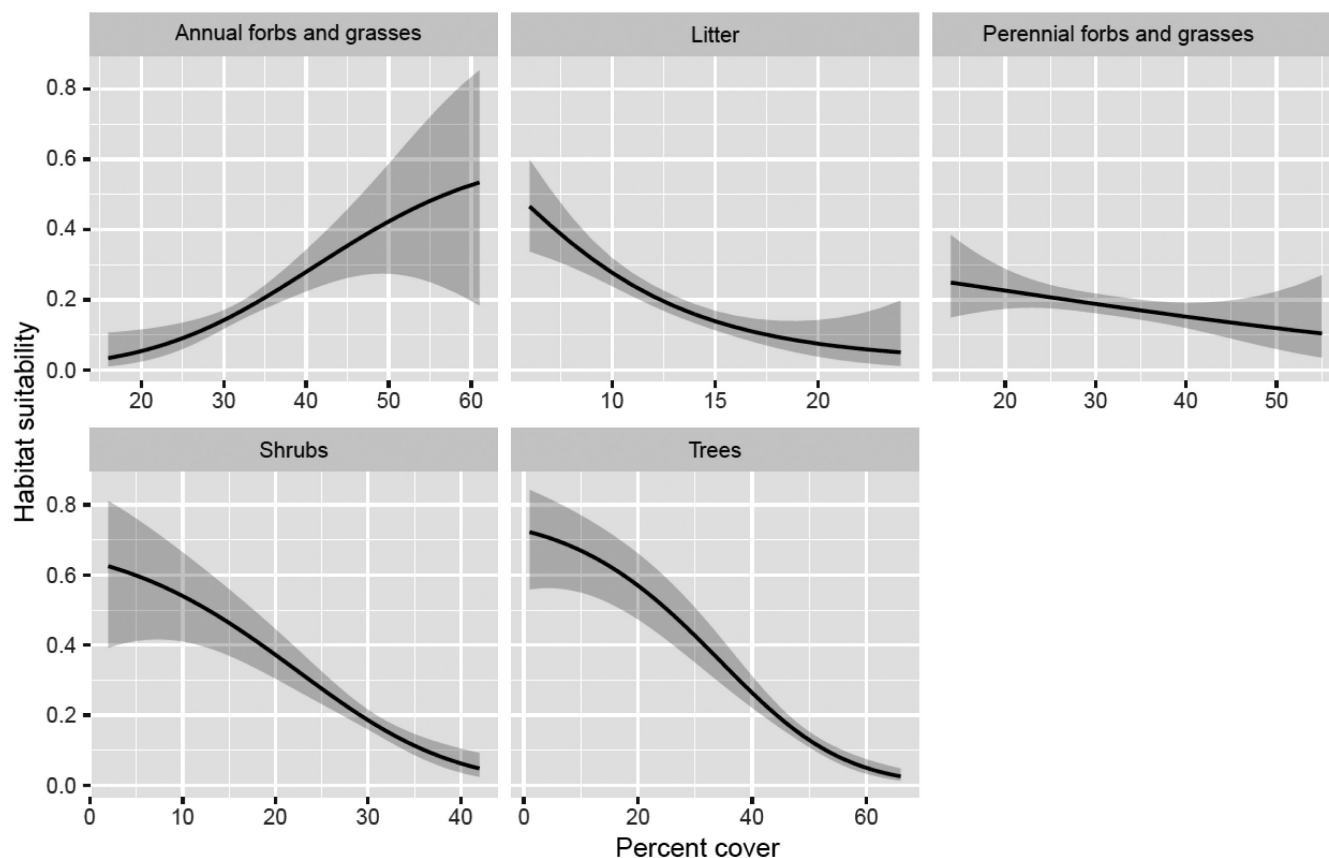 Annual forbs and grasses
Litter
Perennial forbs and grasses
0.8
0.6
0.4
0.2
0.0
20 30 40 50 60
10 15 20
20 30 40 50
Habitat suitability
Shrubs
Trees
0.8
0.6
0.4
0.2
0.0
0 10 20 30 40
0 20 40 60
Percent cover